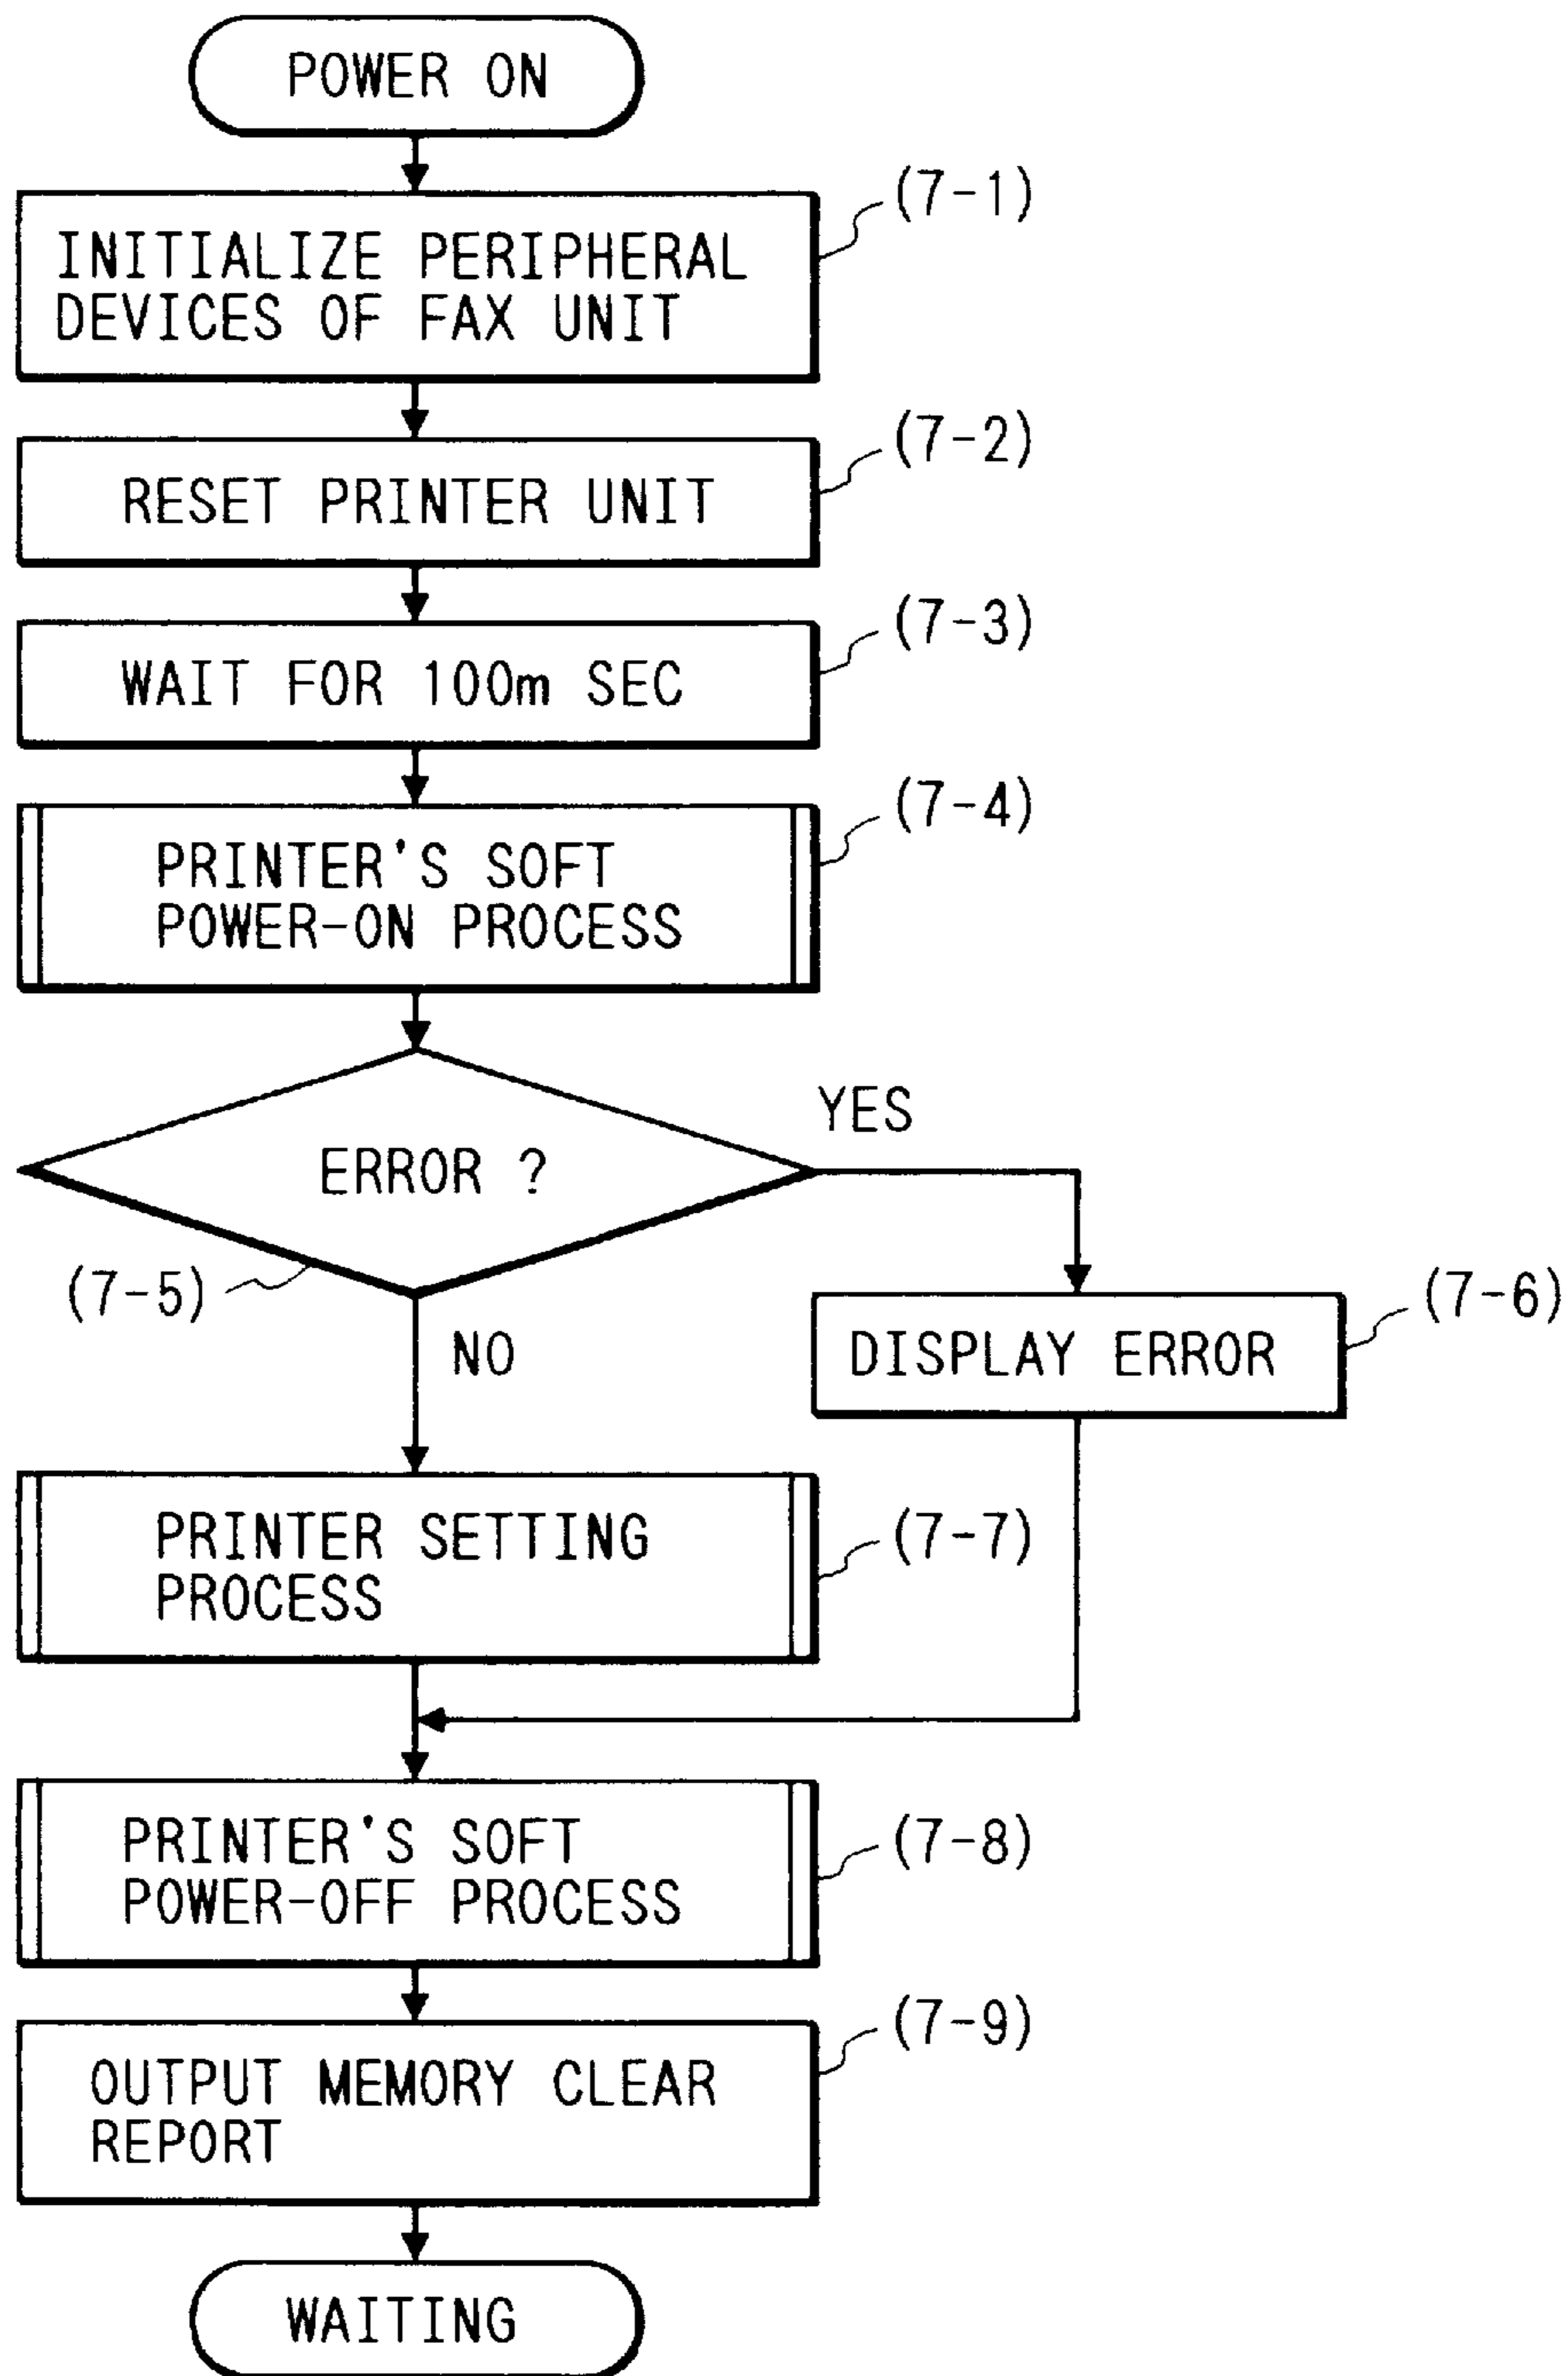 POWER ON
(7-1)
INITIALIZE PERIPHERAL
DEVICES OF FAX UNIT
(7-2)
RESET PRINTER UNIT
(7-3)
WAIT FOR 100m SEC
(7-4)
PRINTER'S SOFT
POWER-ON PROCESS
YES
ERROR ?
(7-5)
NO
(7-6)
DISPLAY ERROR
(7-7)
PRINTER SETTING
PROCESS
(7-8)
PRINTER'S SOFT
POWER-OFF PROCESS
(7-9)
OUTPUT MEMORY CLEAR
REPORT
WAITING